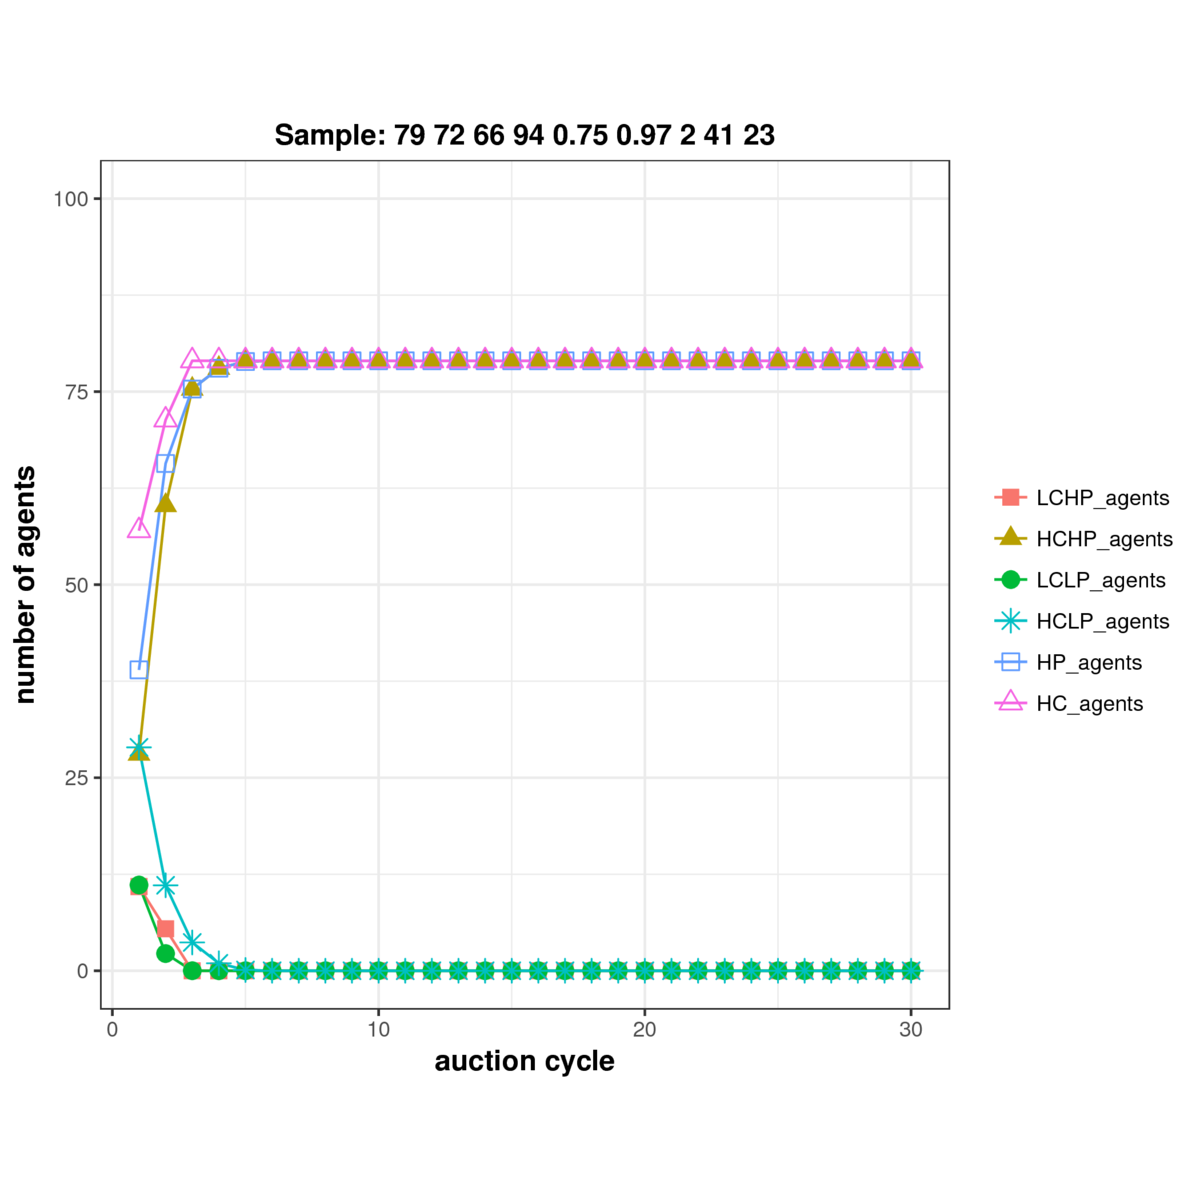 Sample: 79 72 66 94 0.75 0.97 2 41 23
100
75
50
25
0
0
10
20
30
number of agents
auction cycle
LCHP_agents
HCHP_agents
LCLP_agents
HCLP_agents
HP_agents
HC_agents